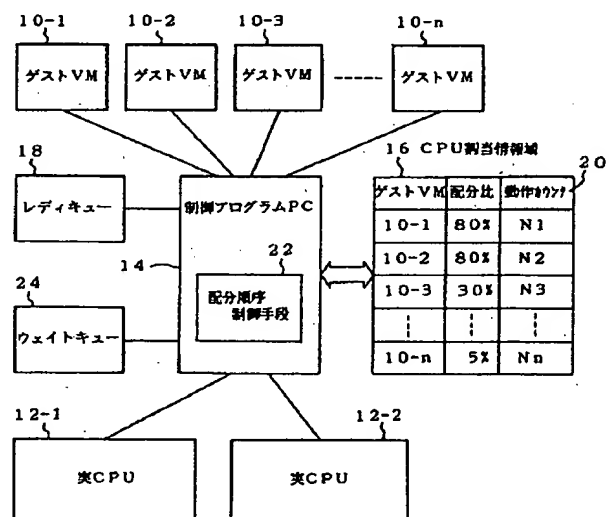 10-1
10-2
10-3
10-n
ゲストVM
ゲストVM
ゲストVM
ゲストVM
18
レディキュー
制御プログラムPC
14
22
配分順序
制御手段
24
ウェイトキュー
16 CPU割当情報域
20
ゲストVM 配分比 動作カウンタ
10-1 80% N1
10-2 80% N2
10-3 30% N3
10-n 5% Nn
12-1
12-2
実CPU
実CPU